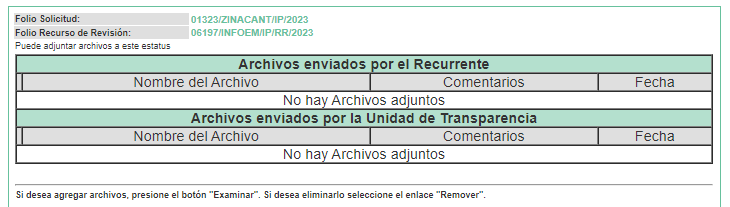 Folio Solicitud: 01323/ZINACANT/IP/2023
Folio Recurso de Revisión: 06197/INFOEM/IP/RR/2023
Puede adjuntar archivos a este estatus
Archivos enviados por el Recurrente
Nombre del Archivo Comentarios Fecha
No hay Archivos adjuntos
Archivos enviados por la Unidad de Transparencia
Nombre del Archivo Comentarios Fecha
No hay Archivos adjuntos
Si desea agregar archivos, presione el botón "Examinar". Si desea eliminarlo seleccione el enlace "Remover".